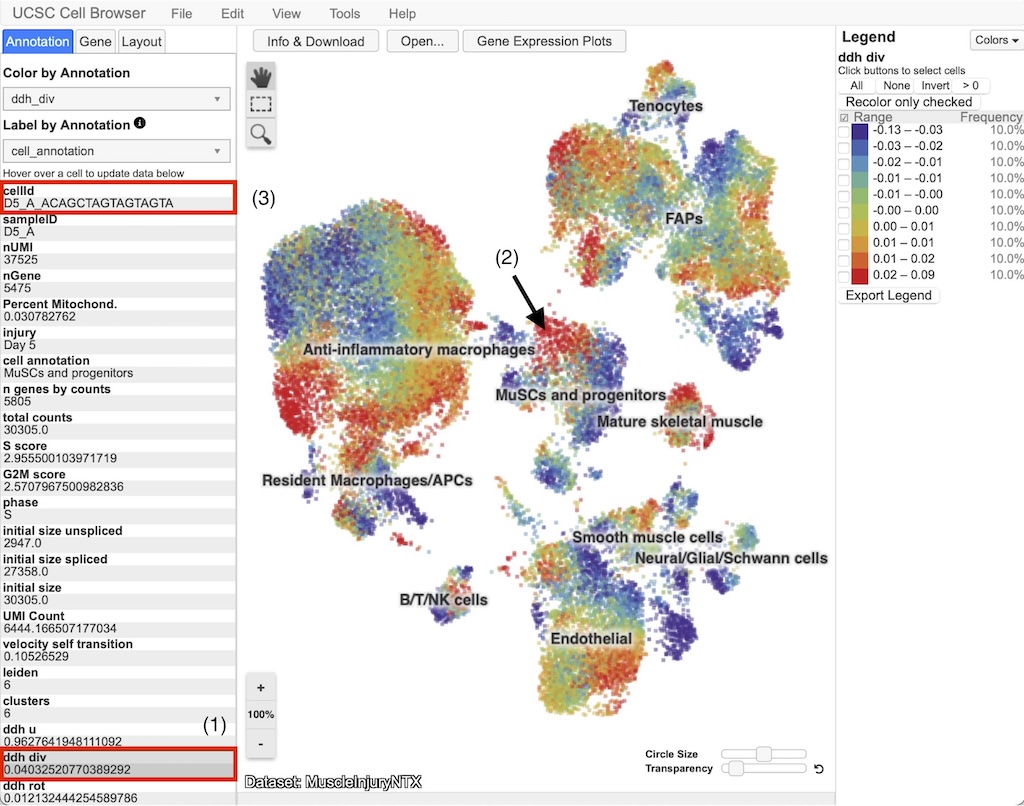 UCSC Cell Browser File Edit View Tools Help
Annotation Gene Layout
Info & Download Open... Gene Expression Plots
Color by Annotation
ddh_div
Label by Annotation
cell_annotation
Hover over a cell to update data below
cellId
D5_A_ACAGCTAGTAGTAGTA
sampleID
D5_A
nUMI
37525
nGene
5475
Percent Mitochond.
0.030782762
injury
Day 5
cell annotation
MuSCs and progenitors
n genes by counts
5805
total counts
30305.0
S score
2.955500103971719
G2M score
2.5707967500982836
phase
S
initial size unspliced
2947.0
initial size spliced
27358.0
initial size
30305.0
UMI Count
6444.166507177034
velocity self transition
0.10526529
leiden
6
clusters
6
ddh u
0.9627641948111092
ddh div
0.04032520770389292
ddh rot
0.012132444254589786
(1)
(3)
(2)
Tenocytes
FAPs
Anti-inflammatory macrophages
MuSCs and progenitors
Mature skeletal muscle
Resident Macrophages/APCs
Smooth muscle cells
Neural/Glial/Schwann cells
B/T/NK cells
Endothelial
+
100%
-
Dataset: MuscleInjuryNTX
Circle Size
Transparency
Legend
Colors
ddh div
Click buttons to select cells
All None Invert > 0
Recolor only checked
Range Frequency
-0.13 – -0.03 10.0%
-0.03 – -0.02 10.0%
-0.02 – -0.01 10.0%
-0.01 – -0.01 10.0%
-0.01 – -0.00 10.0%
-0.00 – 0.00 10.0%
0.00 – 0.01 10.0%
0.01 – 0.01 10.0%
0.01 – 0.02 10.0%
0.02 – 0.09 10.0%
Export Legend